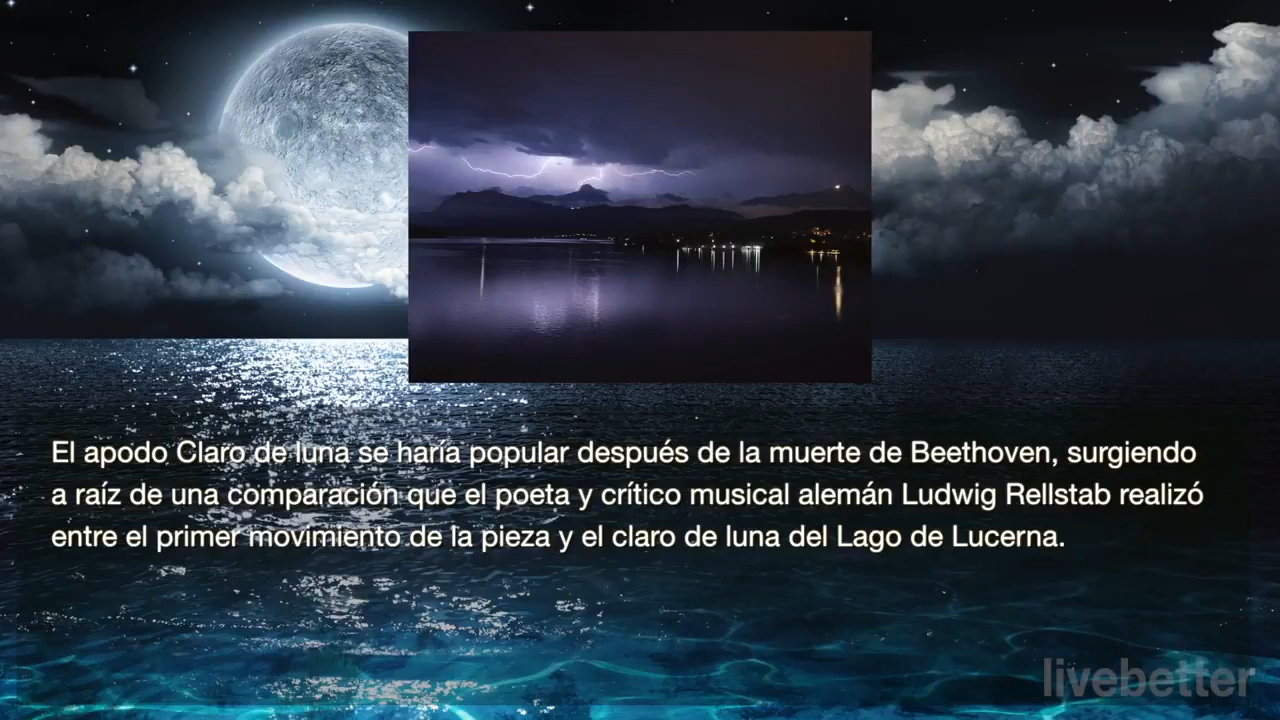 El apodo Claro de luna se haría popular después de la muerte de Beethoven, surgiendo
a raíz de una comparación que el poeta y crítico musical alemán Ludwig Rellstab realizó
entre el primer movimiento de la pieza y el claro de luna del Lago de Lucerna.
livebetter